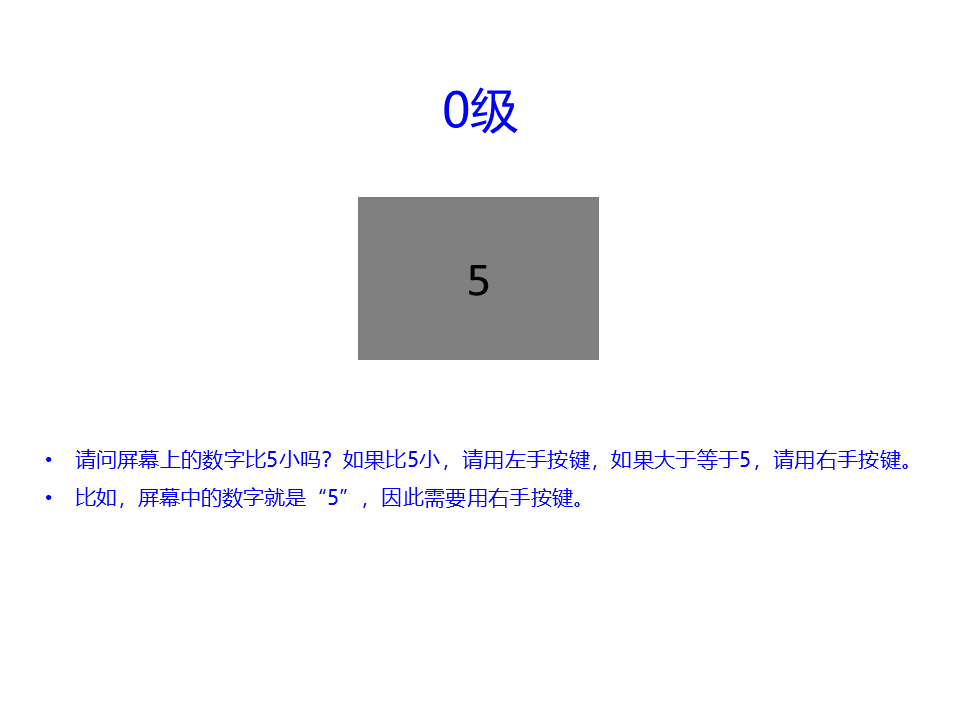 0级
5
• 请问屏幕上的数字比5小吗？如果比5小，请用左手按键，如果大于等于5，请用右手按键。
• 比如，屏幕中的数字就是“5”，因此需要用右手按键。